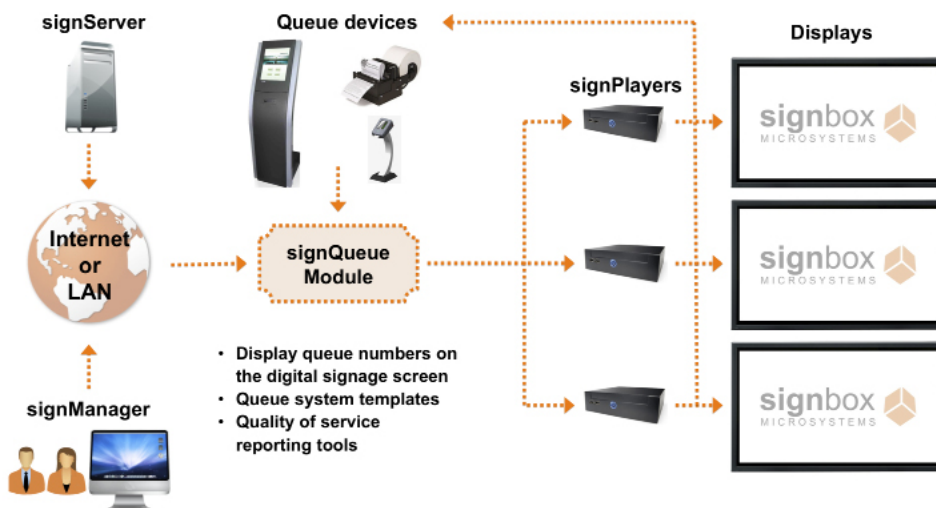 signServer
Queue devices
Displays
signPlayers
signbox
MICROSYSTEMS
Internet
or
LAN
signQueue
Module
signbox
MICROSYSTEMS
• Display queue numbers on
the digital signage screen
• Queue system templates
• Quality of service
reporting tools
signManager
signbox
MICROSYSTEMS